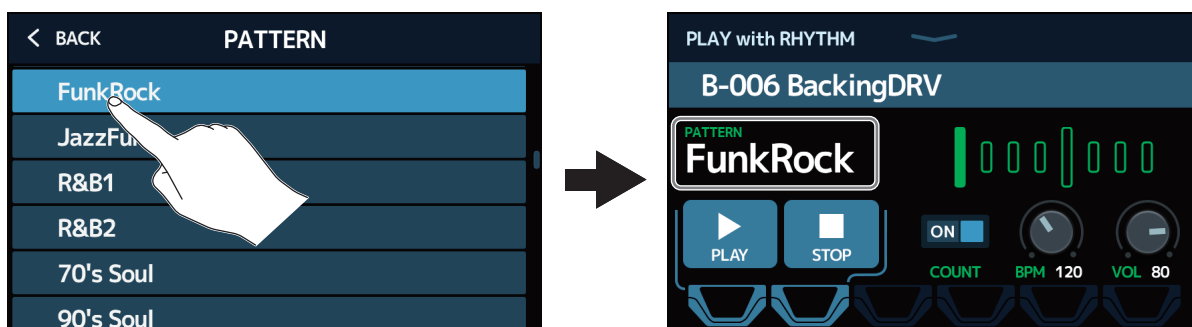 BACK
PATTERN
FunkRock
R&B1
R&B2
70's Soul
90's Soul
PLAY with RHYTHM
B-006 BackingDRV
PATTERN
FunkRock
PLAY
STOP
ON
COUNT
BPM 120
VOL 80